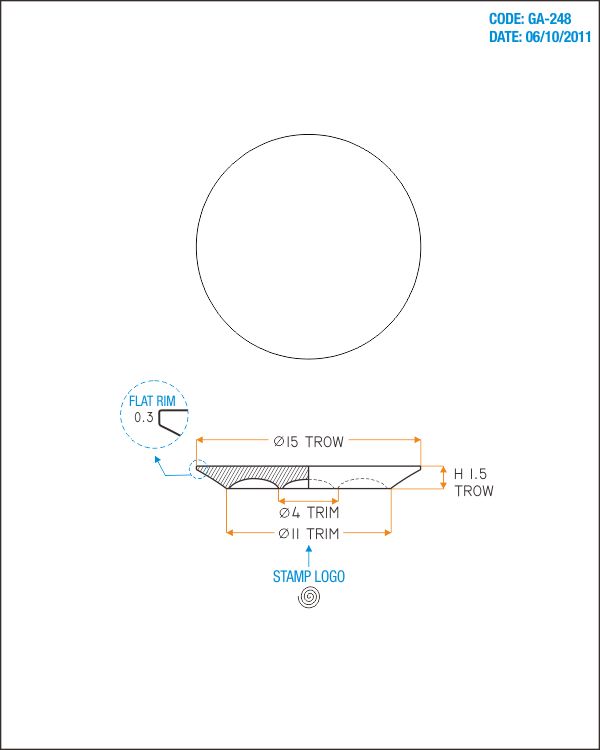 CODE: GA-248
DATE: 06/10/2011
FLAT RIM
0.3
Ø15 TROW
H 1.5
TROW
Ø4 TRIM
Ø11 TRIM
STAMP LOGO